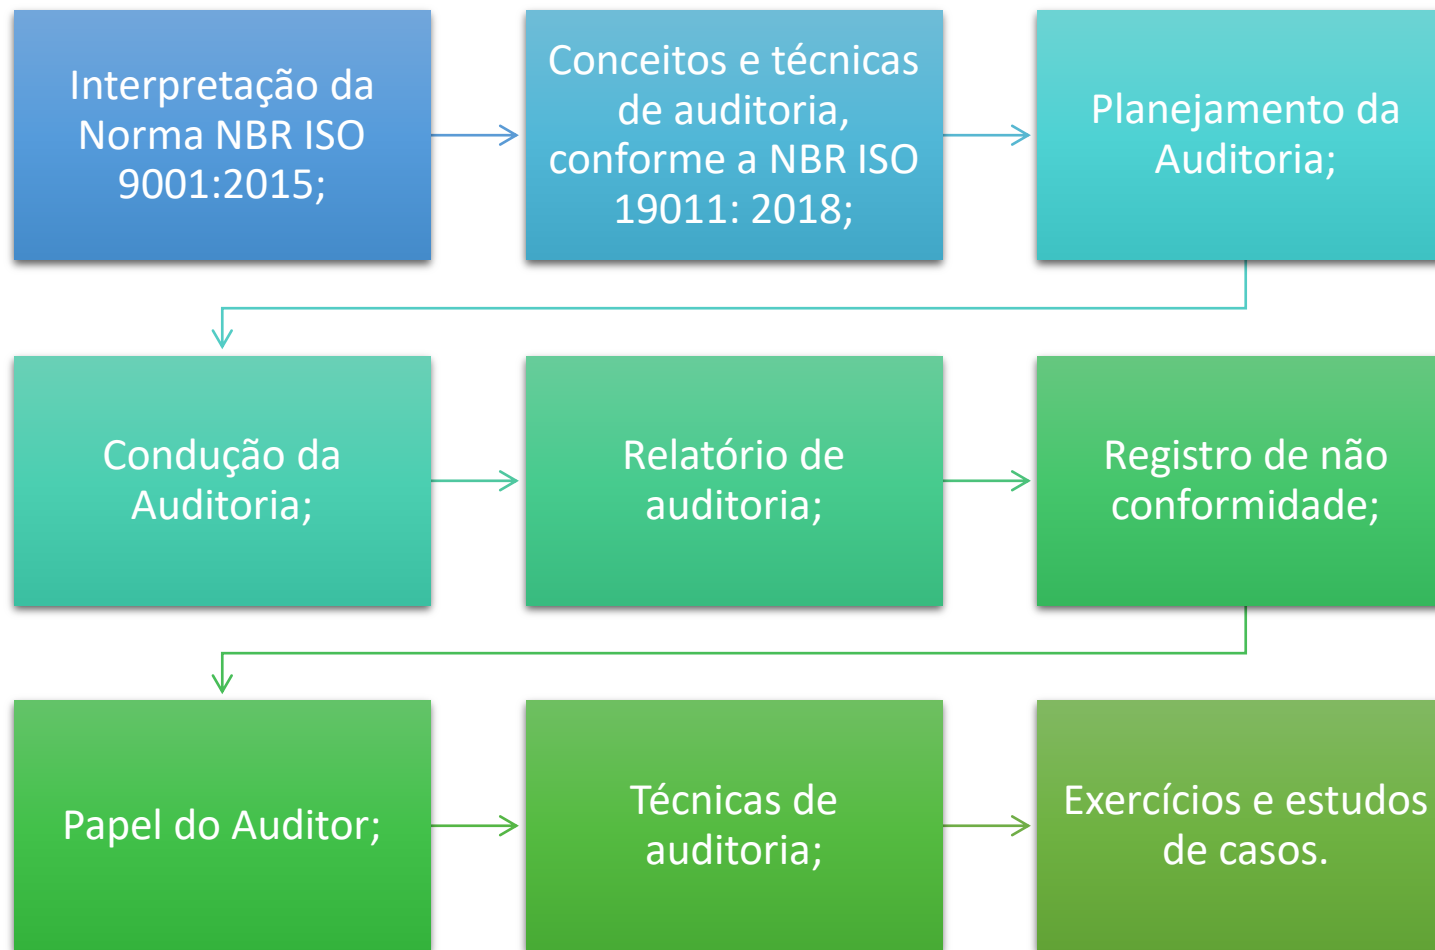 Interpretação da
Norma NBR ISO
9001:2015;
Conceitos e técnicas
de auditoria,
conforme a NBR ISO
19011: 2018;
Planejamento da
Auditoria;
Condução da
Auditoria;
Relatório de
auditoria;
Registro de não
conformidade;
Papel do Auditor;
Técnicas de
auditoria;
Exercícios e estudos
de casos.